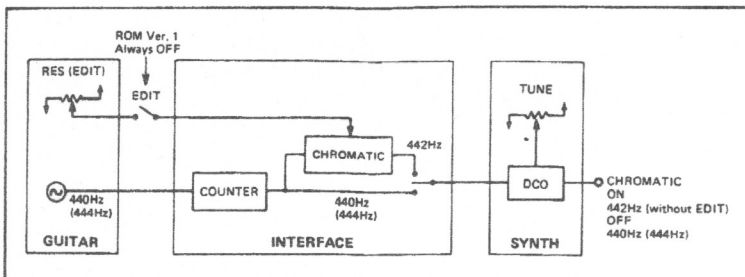 ROM Ver. 1
Always OFF
RES (EDIT)
EDIT
TUNE
CHROMATIC
442Hz
440Hz
(444Hz)
COUNTER
440Hz
(444Hz)
DCO
CHROMATIC
ON
442Hz (without EDIT)
OFF
440Hz (444Hz)
GUITAR
INTERFACE
SYNTH